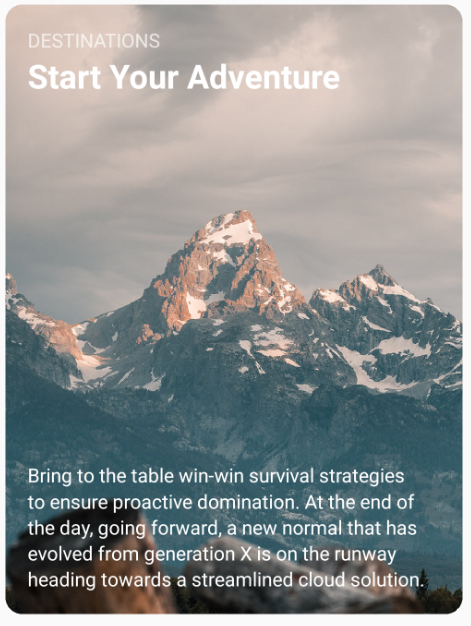 DESTINATIONS
Start Your Adventure
Bring to the table win-win survival strategies
to ensure proactive domination. At the end of
the day, going forward, a new normal that has
evolved from generation X is on the runway
heading towards a streamlined cloud solution.